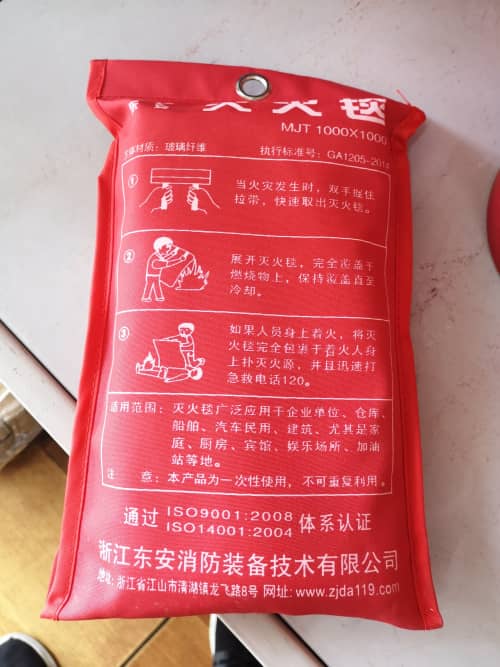 灭火毯
MJT 1000X1000
材质：玻璃纤维 执行标准号：GA1205-2014
① 当火灾发生时，双手捉住
拉带，快速取出灭火毯。
② 展开灭火毯，完全覆盖于
燃烧物上，保持覆盖直至
冷却。
③ 如果人员身上着火，将灭
火毯完全包裹于着火人身
上扑灭火源，并且迅速打
急救电话120。
适用范围：灭火毯广泛应用于企业单位、仓库、
船舶、汽车民用、建筑、尤其是家
庭、厨房、宾馆、娱乐场所、加油
站等地。
注 意：本产品为一次性使用，不可重复利用。
通过 ISO9001:2008 体系认证
ISO14001:2004
浙江东安消防装备技术有限公司
地址：浙江省江山市清湖镇龙飞路8号 网址：www.zjda119.com